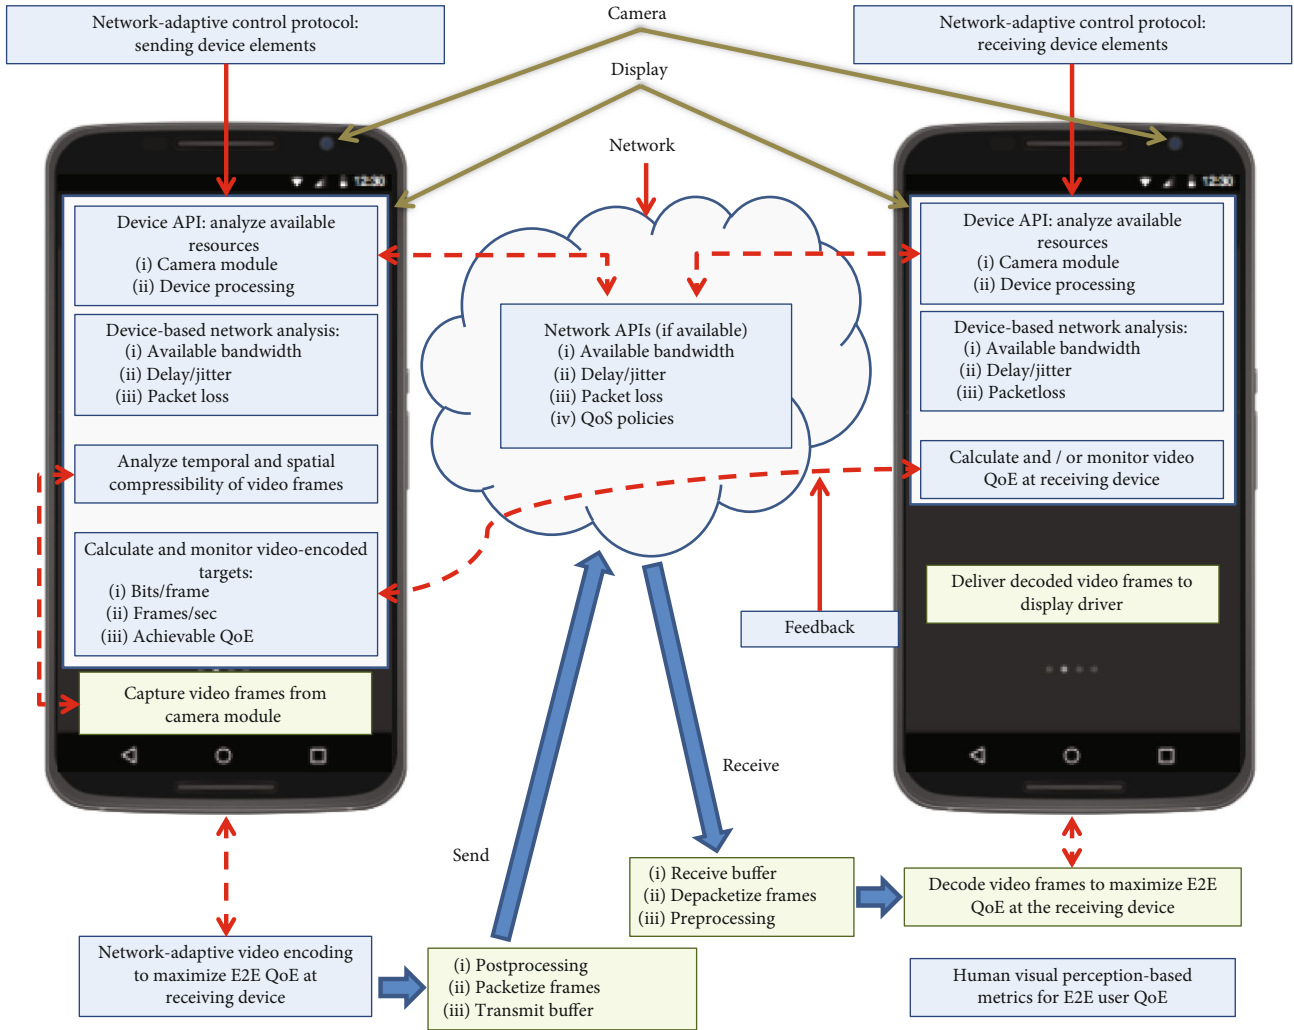 Network-adaptive control protocol:
sending device elements
Camera
Display
Network-adaptive control protocol:
receiving device elements
12:30
Device API: analyze available
resources
(i) Camera module
(ii) Device processing
Device-based network analysis:
(i) Available bandwidth
(ii) Delay/jitter
(iii) Packet loss
Analyze temporal and spatial
compressibility of video frames
Calculate and monitor video-encoded
targets:
(i) Bits/frame
(ii) Frames/sec
(iii) Achievable QoE
Capture video frames from
camera module
Network
Network APIs (if available)
(i) Available bandwidth
(ii) Delay/jitter
(iii) Packet loss
(iv) QoS policies
12:30
Device API: analyze available
resources
(i) Camera module
(ii) Device processing
Device-based network analysis:
(i) Available bandwidth
(ii) Delay/jitter
(iii) Packetloss
Calculate and / or monitor video
QoE at receiving device
Deliver decoded video frames to
display driver
Feedback
Send
Receive
Network-adaptive video encoding
to maximize E2E QoE at
receiving device
(i) Postprocessing
(ii) Packetize frames
(iii) Transmit buffer
(i) Receive buffer
(ii) Depacketize frames
(iii) Preprocessing
Decode video frames to maximize E2E
QoE at the receiving device
Human visual perception-based
metrics for E2E user QoE